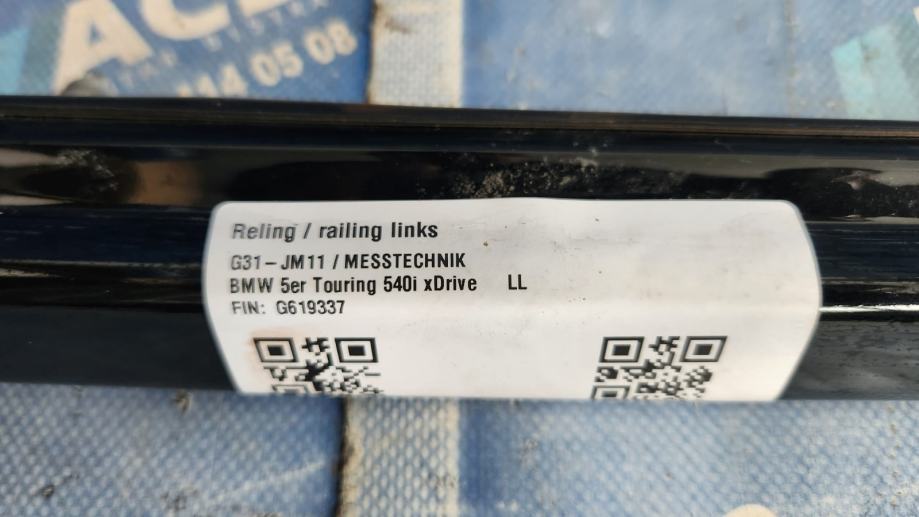 14 05 08
Reling / railing links
G31-JM11 / MESSTECHNIK
BMW 5er Touring 540i xDrive LL
FIN: G619337